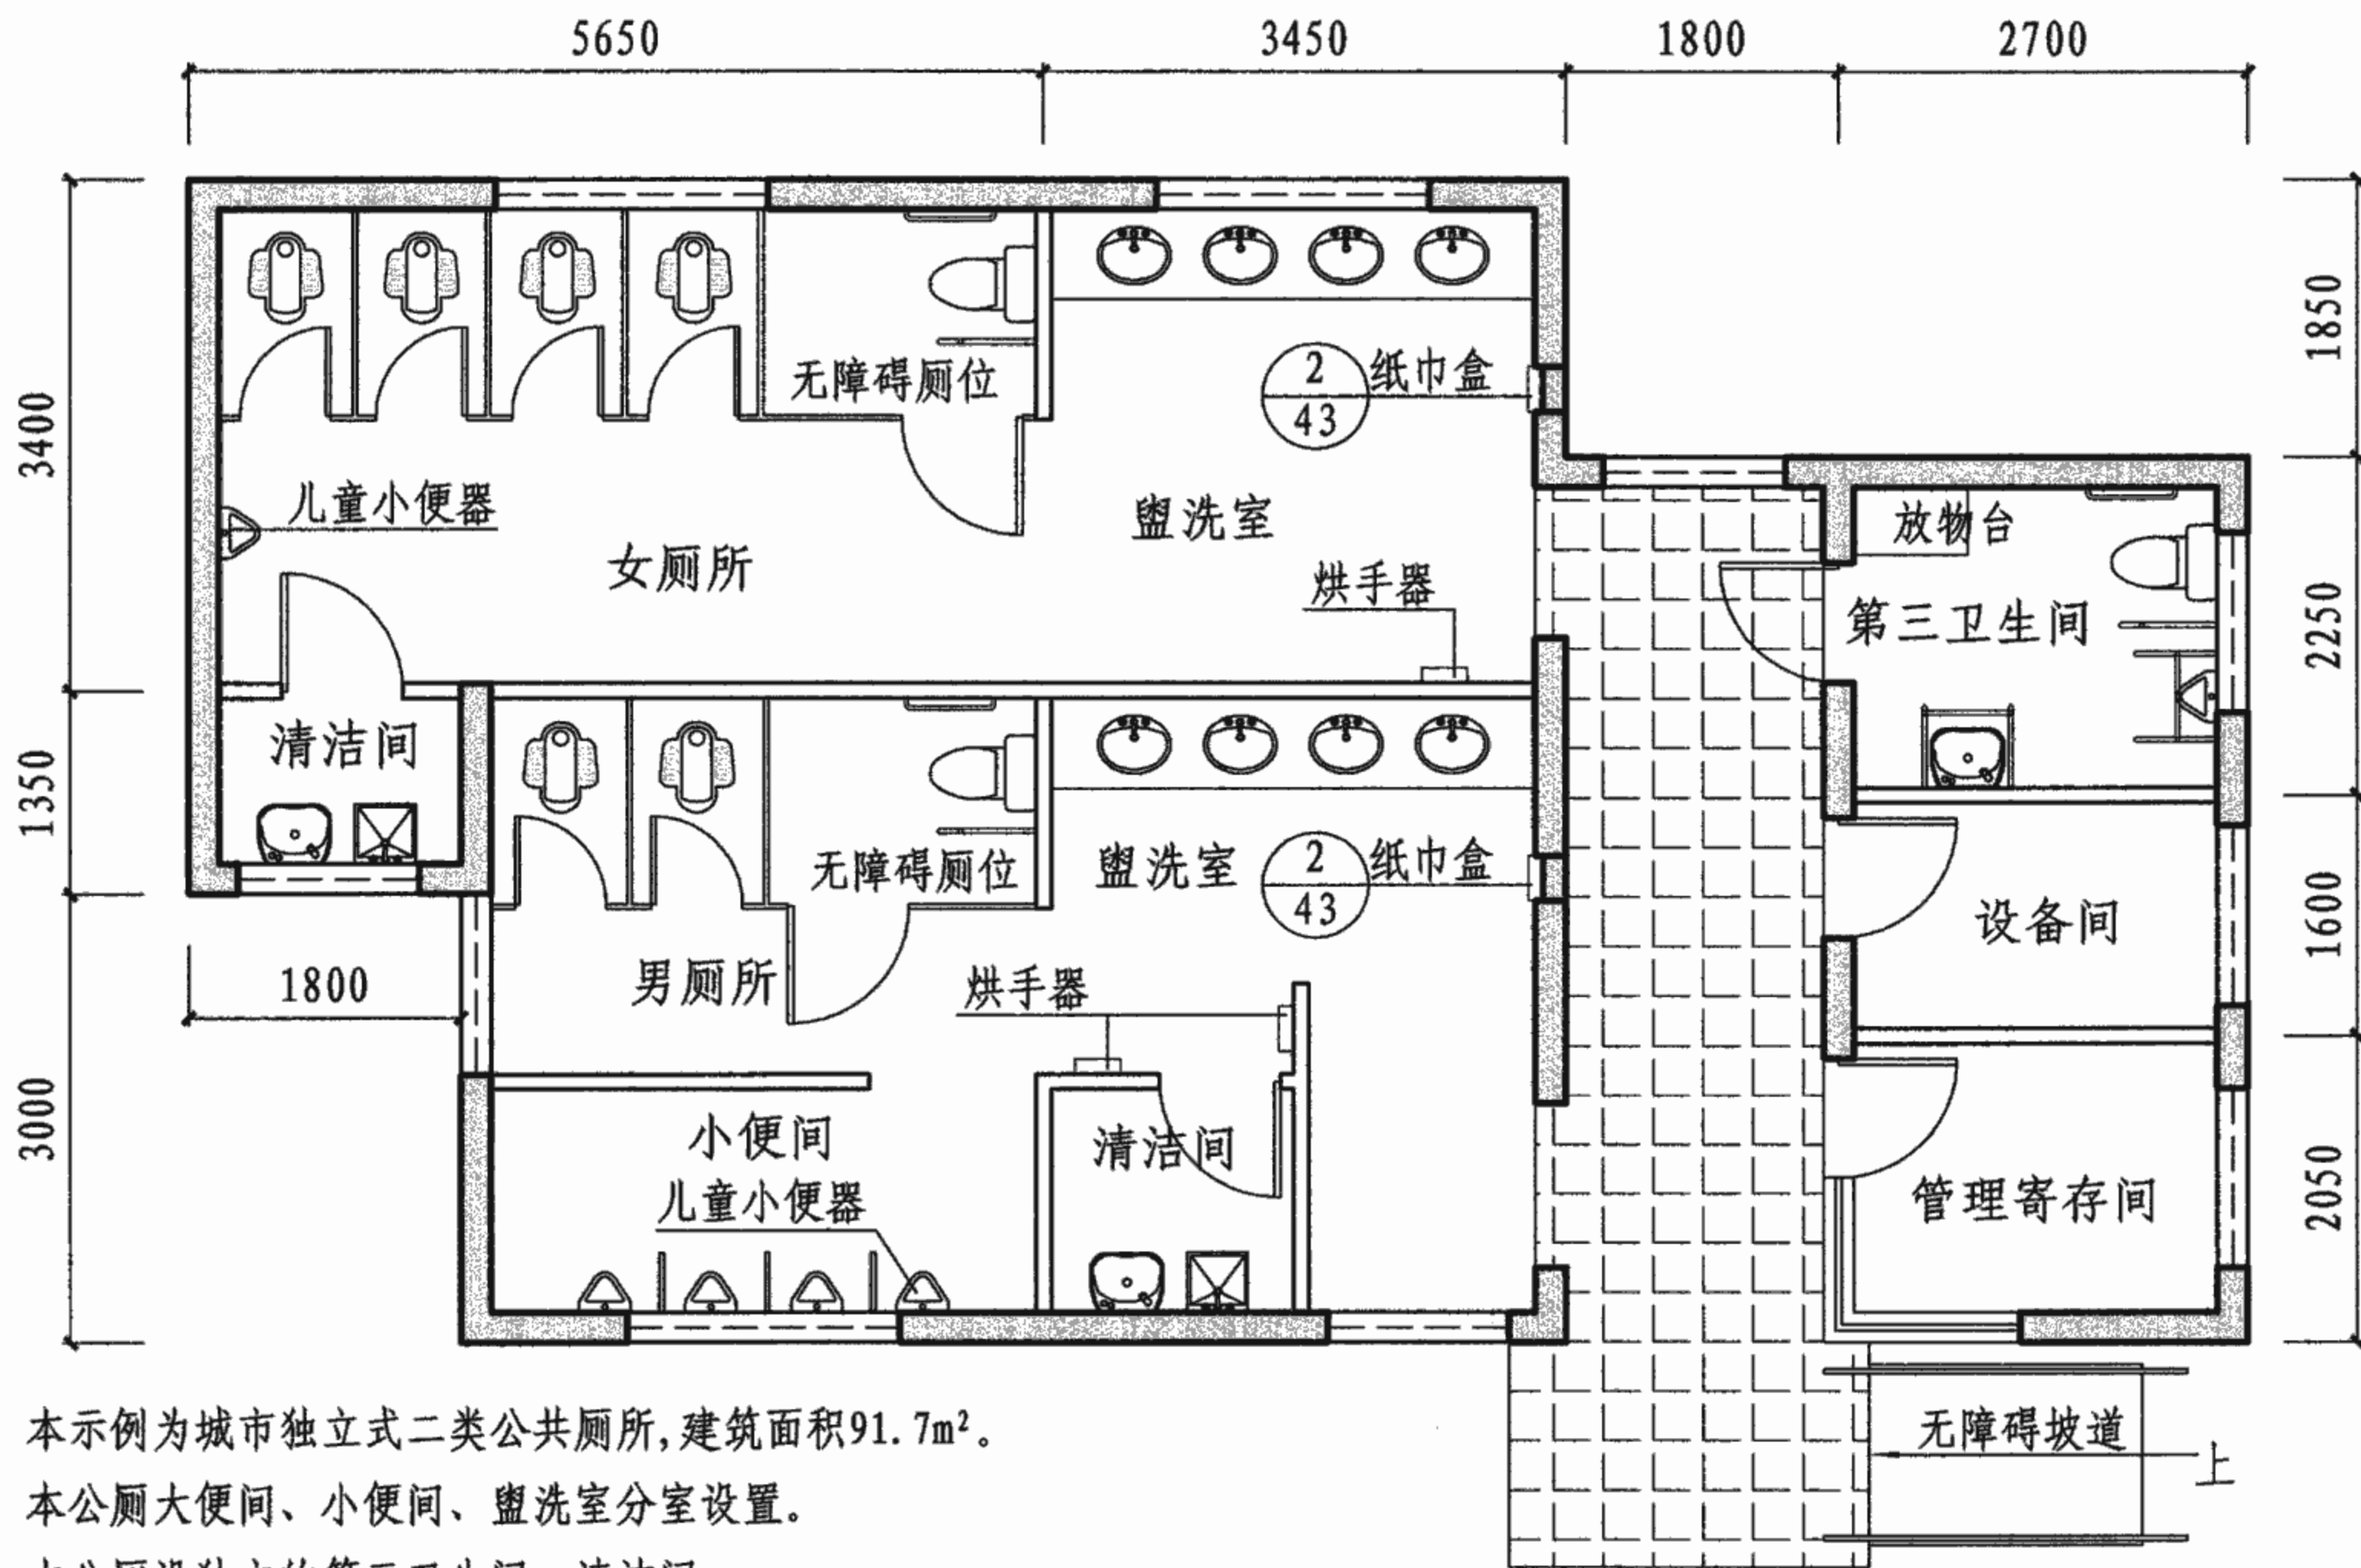 5650
3450
1800
2700
3400
1350
3000
1850
2250
1600
2050
无障碍厕位
2
43
纸巾盒
儿童小便器
女厕所
盥洗室
烘手器
放物台
第三卫生间
清洁间
无障碍厕位
盥洗室
2
43
纸巾盒
设备间
1800
男厕所
烘手器
小便间
清洁间
儿童小便器
管理寄存间
无障碍坡道
上
本示例为城市独立式二类公共厕所,建筑面积91.7m²。
本公厕大便间、小便间、盥洗室分室设置。